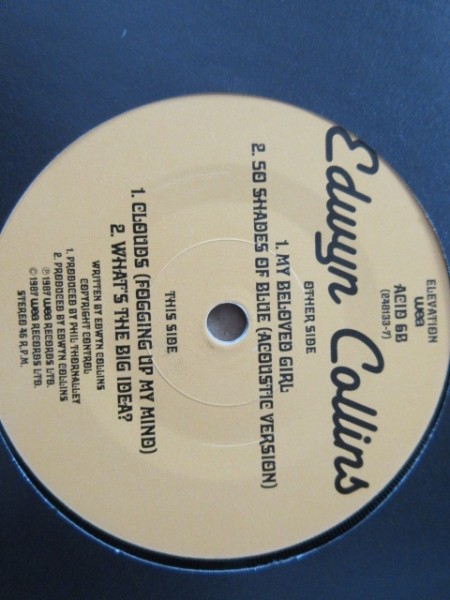 ELEVATION
wea
ACID 6B
(248133-7)
Edwyn Collins
OTHER SIDE
1. MY BELOVED GIRL
2. 50 SHADES OF BLUE (ACOUSTIC VERSION)
THIS SIDE
1. CLOUDS (FOGGING UP MY MIND)
2. WHAT'S THE BIG IDEA?
WRITTEN BY EDWYN COLLINS
COPYRIGHT CONTROL
1. PRODUCED BY PHIL THORNALLEY
2. PRODUCED BY EDWYN COLLINS
℗ 1987 wea RECORDS LTD.
© 1987 wea RECORDS LTD.
STEREO 45 R.P.M.